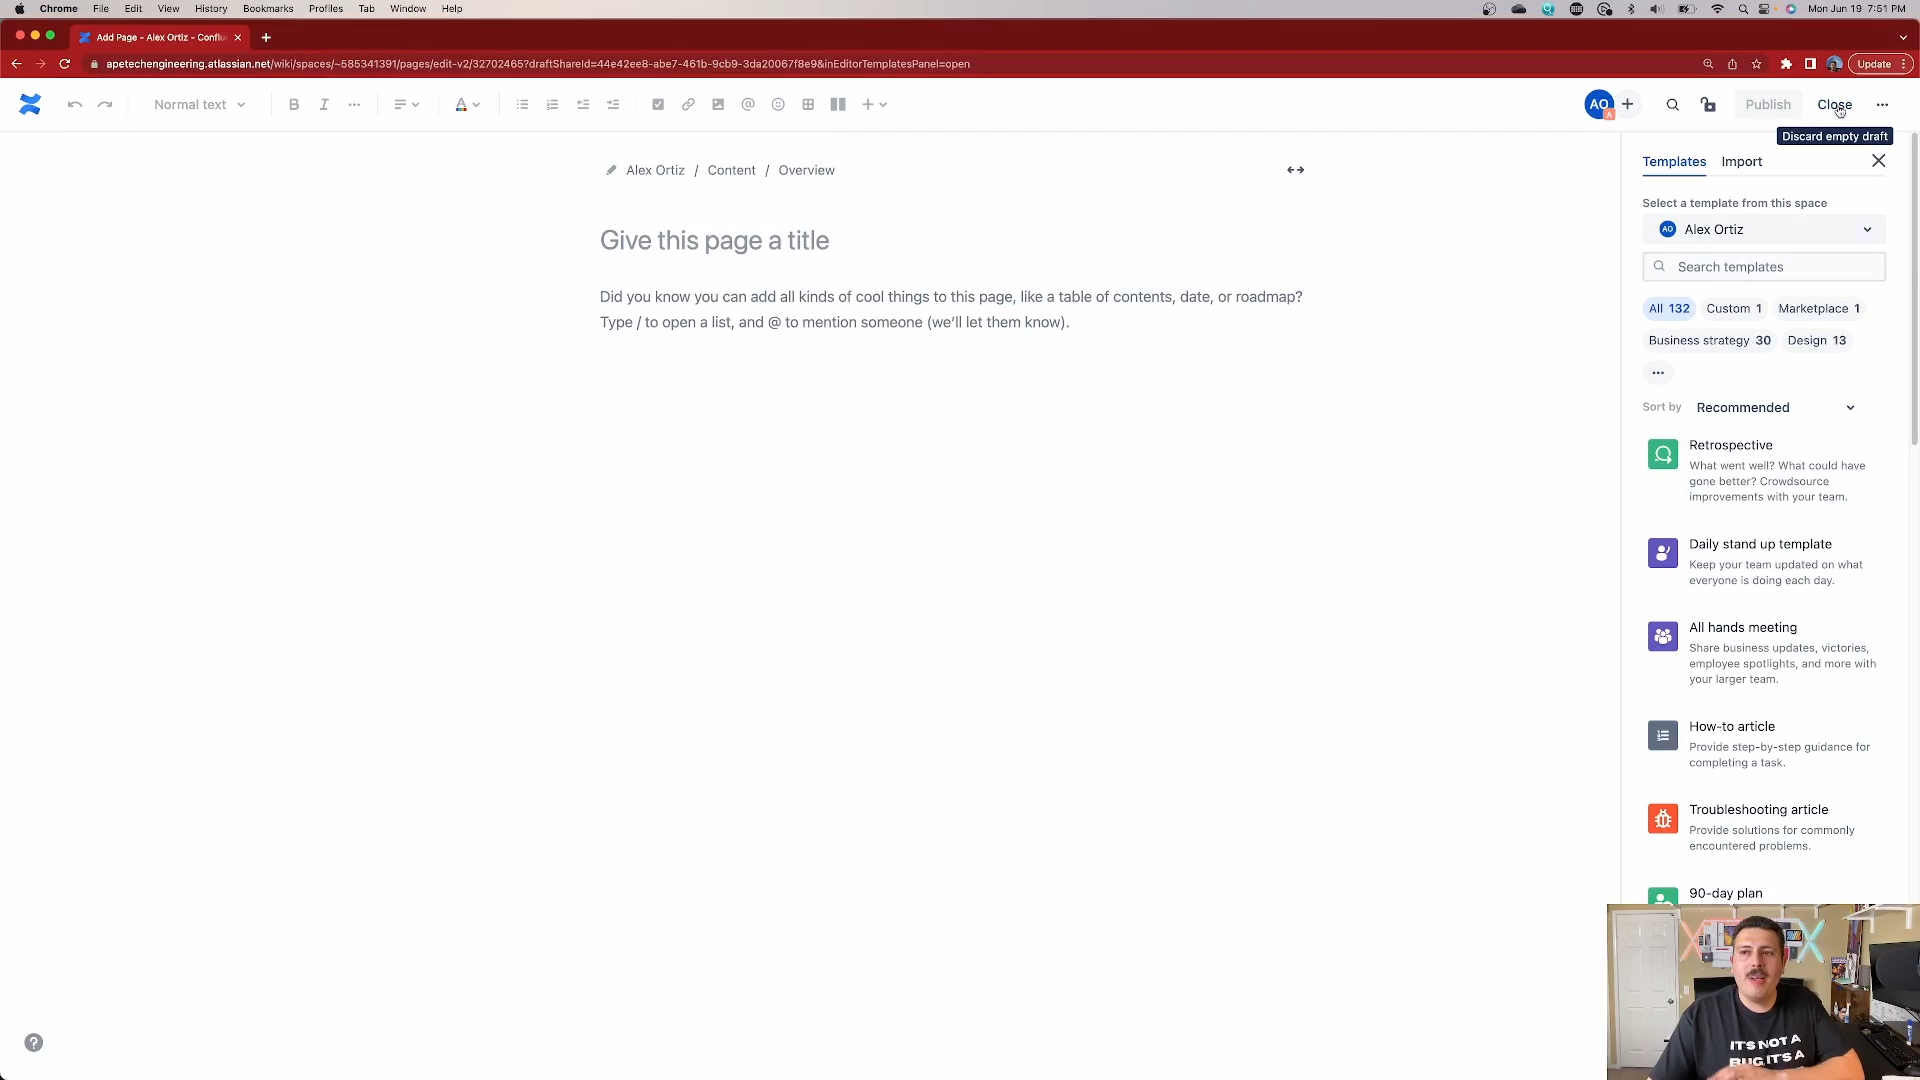 Chrome File Edit View History Bookmarks Profiles Tab Window Help
Mon Jun 19 7:51 PM
Add Page - Alex Ortiz - Conflu
apetechengineering.atlassian.net/wiki/spaces/~585341391/pages/edit-v2/32702465?draftShareId=44e42ee8-abe7-461b-9cb9-3da20067f8e9&inEditorTemplatesPanel=open
Update
Normal text
B I
A
AO
A
Publish
Close
Discard empty draft
Alex Ortiz / Content / Overview
Give this page a title
Did you know you can add all kinds of cool things to this page, like a table of contents, date, or roadmap?
Type / to open a list, and @ to mention someone (we'll let them know).
Templates Import
Select a template from this space
AO Alex Ortiz
Search templates
All 132 Custom 1 Marketplace 1
Business strategy 30 Design 13
Sort by Recommended
Retrospective
What went well? What could have
gone better? Crowdsource
improvements with your team.
Daily stand up template
Keep your team updated on what
everyone is doing each day.
All hands meeting
Share business updates, victories,
employee spotlights, and more with
your larger team.
How-to article
Provide step-by-step guidance for
completing a task.
Troubleshooting article
Provide solutions for commonly
encountered problems.
90-day plan
IT'S NOT A
BUG IT'S A